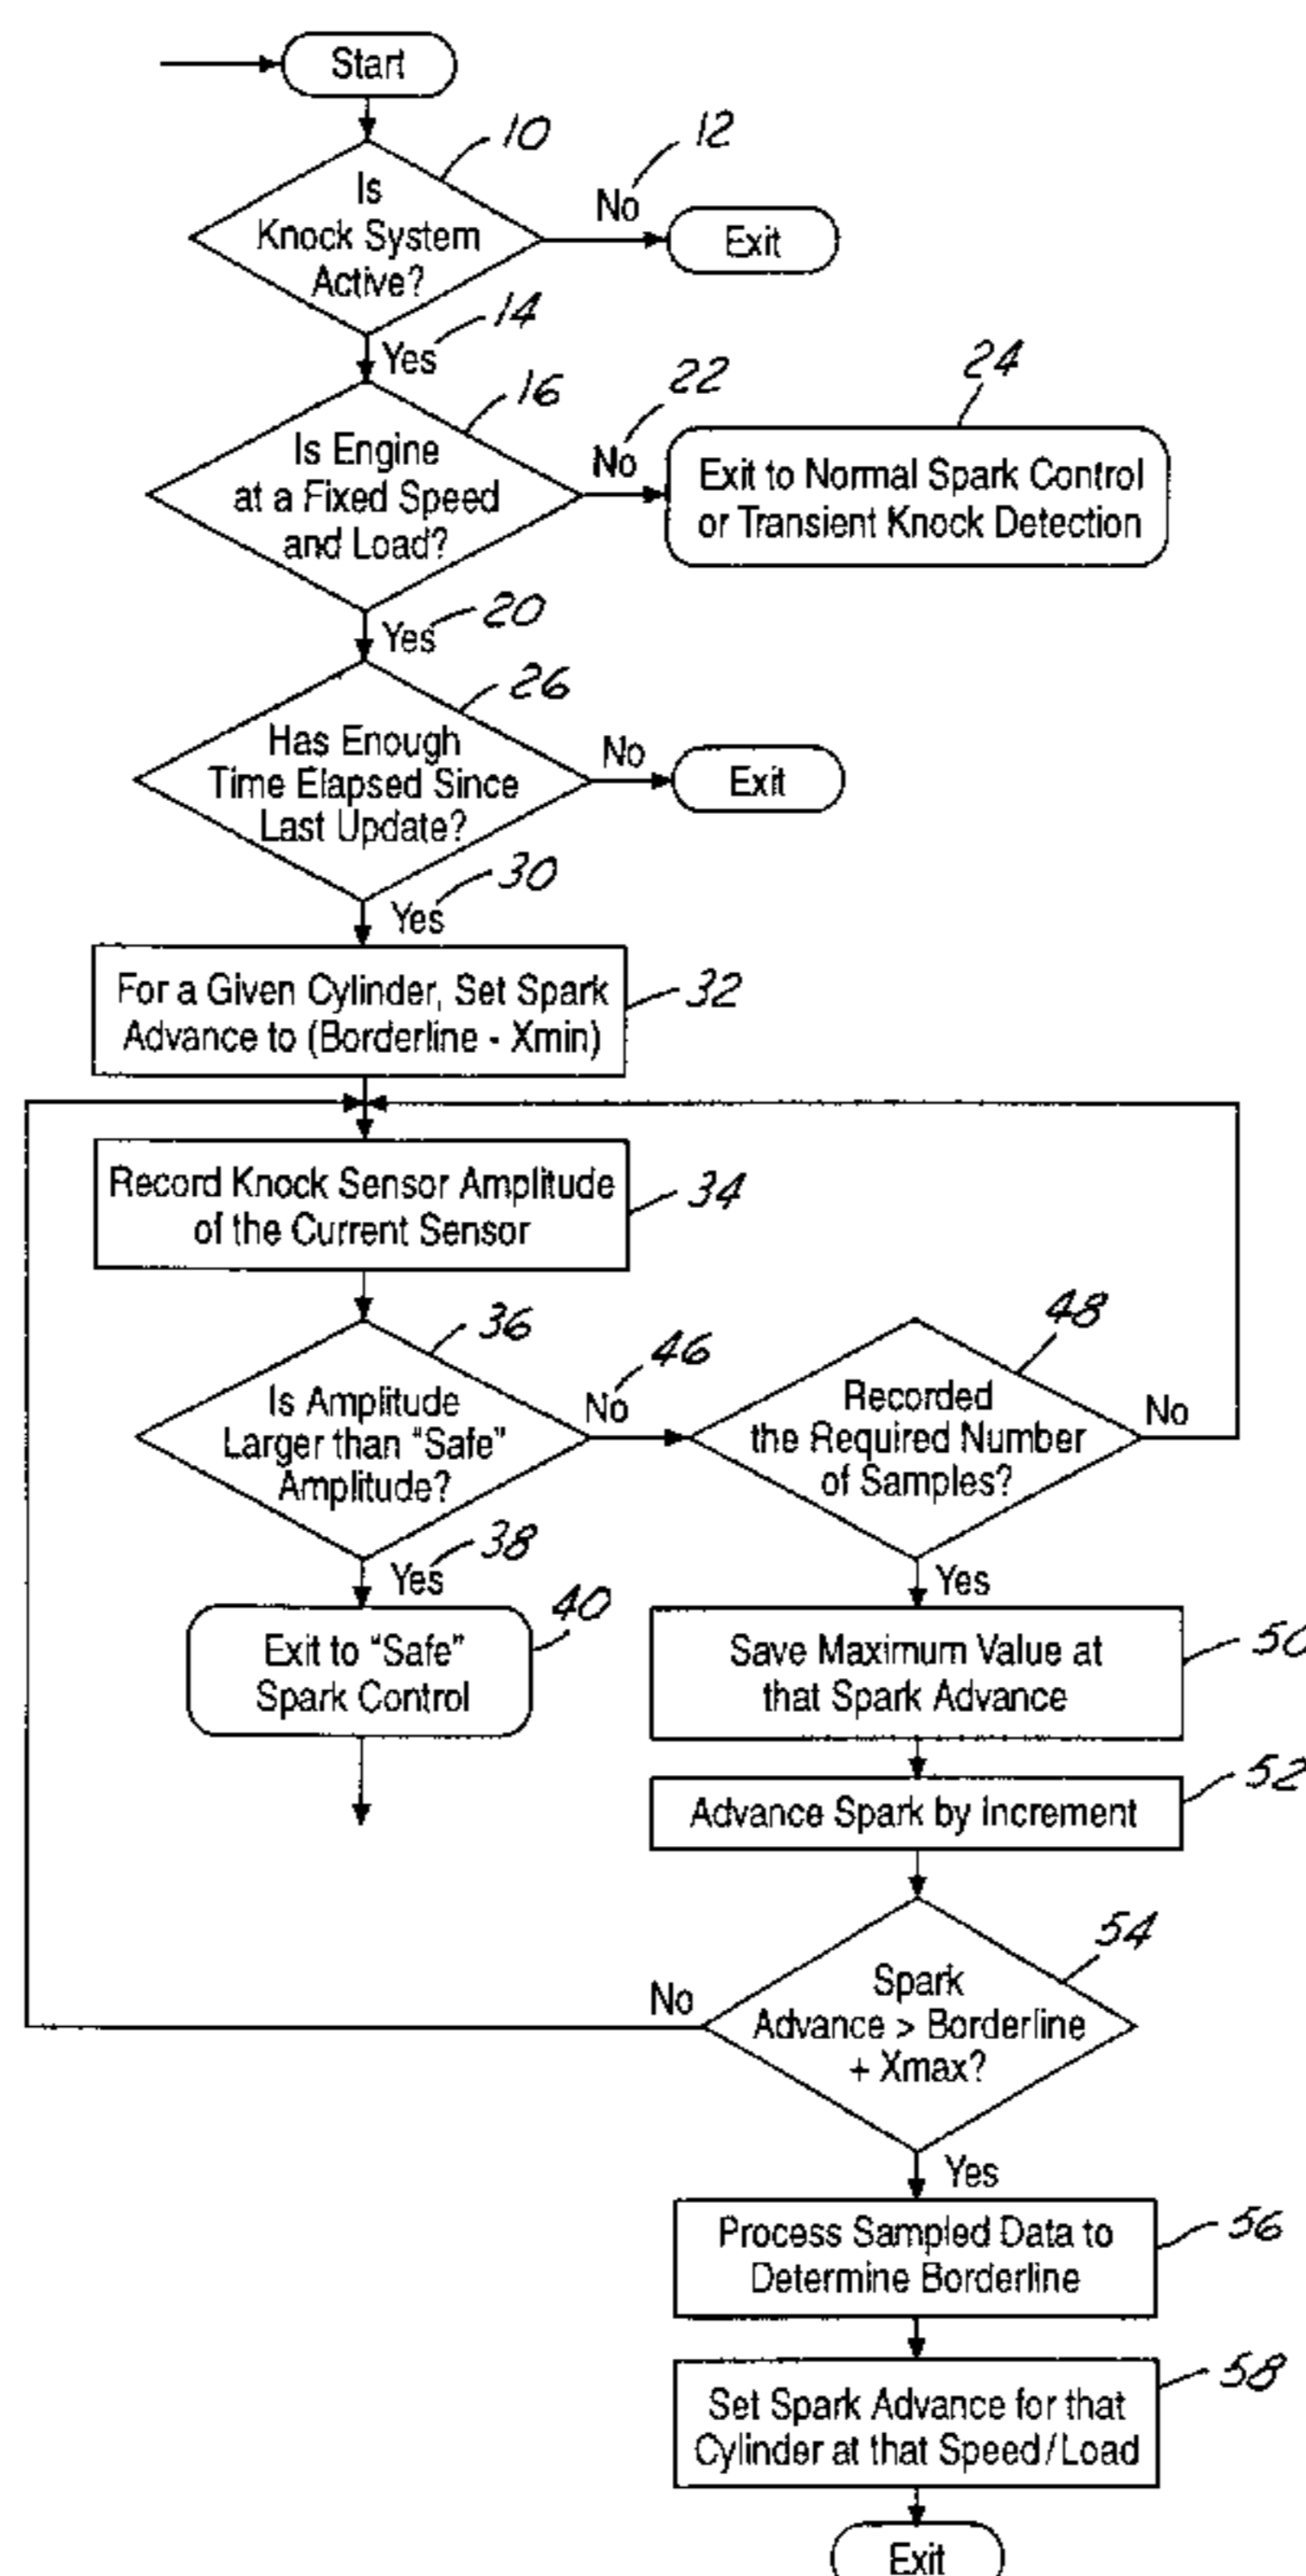 Start
10
12
Is
Knock System
Active?
No
Exit
14
Yes
16
22
24
Is Engine
at a Fixed Speed
and Load?
No
Exit to Normal Spark Control
or Transient Knock Detection
20
Yes
26
Has Enough
Time Elapsed Since
Last Update?
No
Exit
30
Yes
For a Given Cylinder, Set Spark
Advance to (Borderline - Xmin)
32
Record Knock Sensor Amplitude
of the Current Sensor
34
36
46
48
Is Amplitude
Larger than "Safe"
Amplitude?
No
Recorded
the Required Number
of Samples?
No
38
Yes
Yes
40
Exit to "Safe"
Spark Control
Save Maximum Value at
that Spark Advance
50
Advance Spark by Increment
52
54
No
Spark
Advance > Borderline
+ Xmax?
Yes
Process Sampled Data to
Determine Borderline
56
Set Spark Advance for that
Cylinder at that Speed/Load
58
Exit